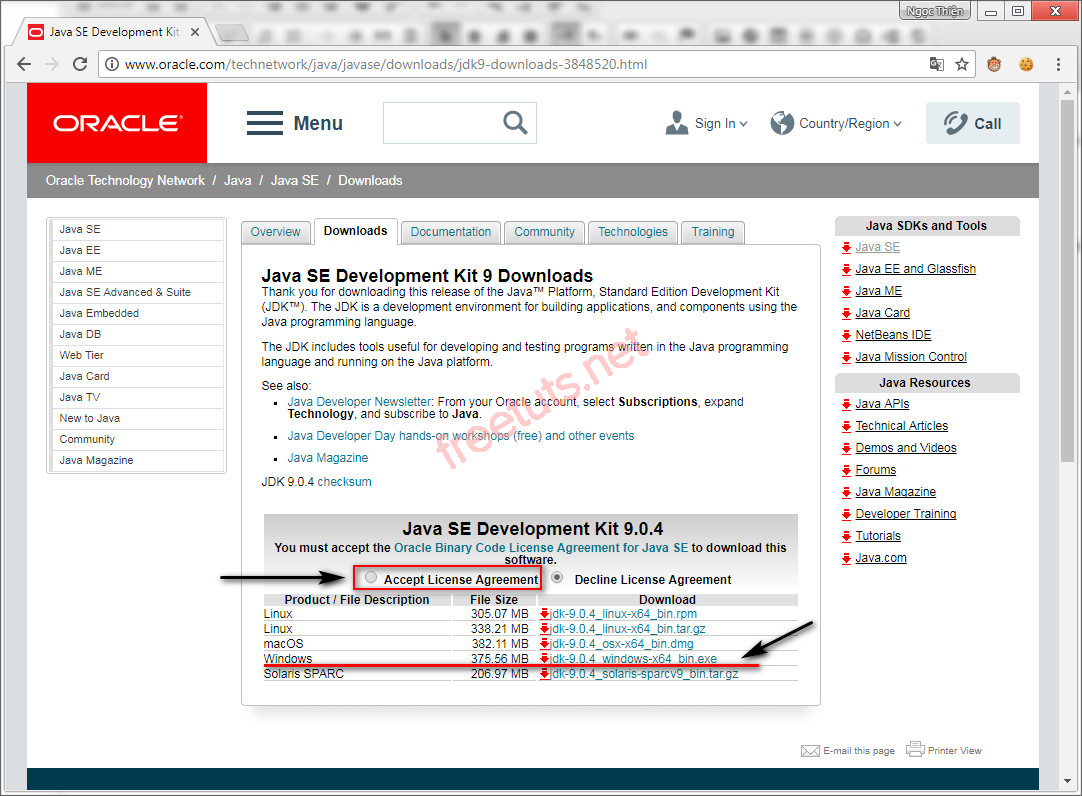 Ngọc Thiện
Java SE Development Kit
www.oracle.com/technetwork/java/javase/downloads/jdk9-downloads-3848520.html
ORACLE
Menu
Sign In
Country/Region
Call
Oracle Technology Network / Java / Java SE / Downloads
Java SE
Java EE
Java ME
Java SE Advanced & Suite
Java Embedded
Java DB
Web Tier
Java Card
Java TV
New to Java
Community
Java Magazine
Overview
Downloads
Documentation
Community
Technologies
Training
Java SE Development Kit 9 Downloads
Thank you for downloading this release of the Java™ Platform, Standard Edition Development Kit
(JDK™). The JDK is a development environment for building applications, and components using the
Java programming language.
The JDK includes tools useful for developing and testing programs written in the Java programming
language and running on the Java platform.
See also:
Java Developer Newsletter: From your Oracle account, select Subscriptions, expand
Technology, and subscribe to Java.
Java Developer Day hands-on workshops (free) and other events
Java Magazine
JDK 9.0.4 checksum
freetuts.net
Java SE Development Kit 9.0.4
You must accept the Oracle Binary Code License Agreement for Java SE to download this
software.
Accept License Agreement Decline License Agreement
Product / File Description File Size Download
Linux 305.07 MB jdk-9.0.4_linux-x64_bin.rpm
Linux 338.21 MB jdk-9.0.4_linux-x64_bin.tar.gz
macOS 382.11 MB jdk-9.0.4_osx-x64_bin.dmg
Windows 375.56 MB jdk-9.0.4_windows-x64_bin.exe
Solaris SPARC 206.97 MB jdk-9.0.4_solaris-sparcv9_bin.tar.gz
Java SDKs and Tools
Java SE
Java EE and Glassfish
Java ME
Java Card
NetBeans IDE
Java Mission Control
Java Resources
Java APIs
Technical Articles
Demos and Videos
Forums
Java Magazine
Developer Training
Tutorials
Java.com
E-mail this page
Printer View